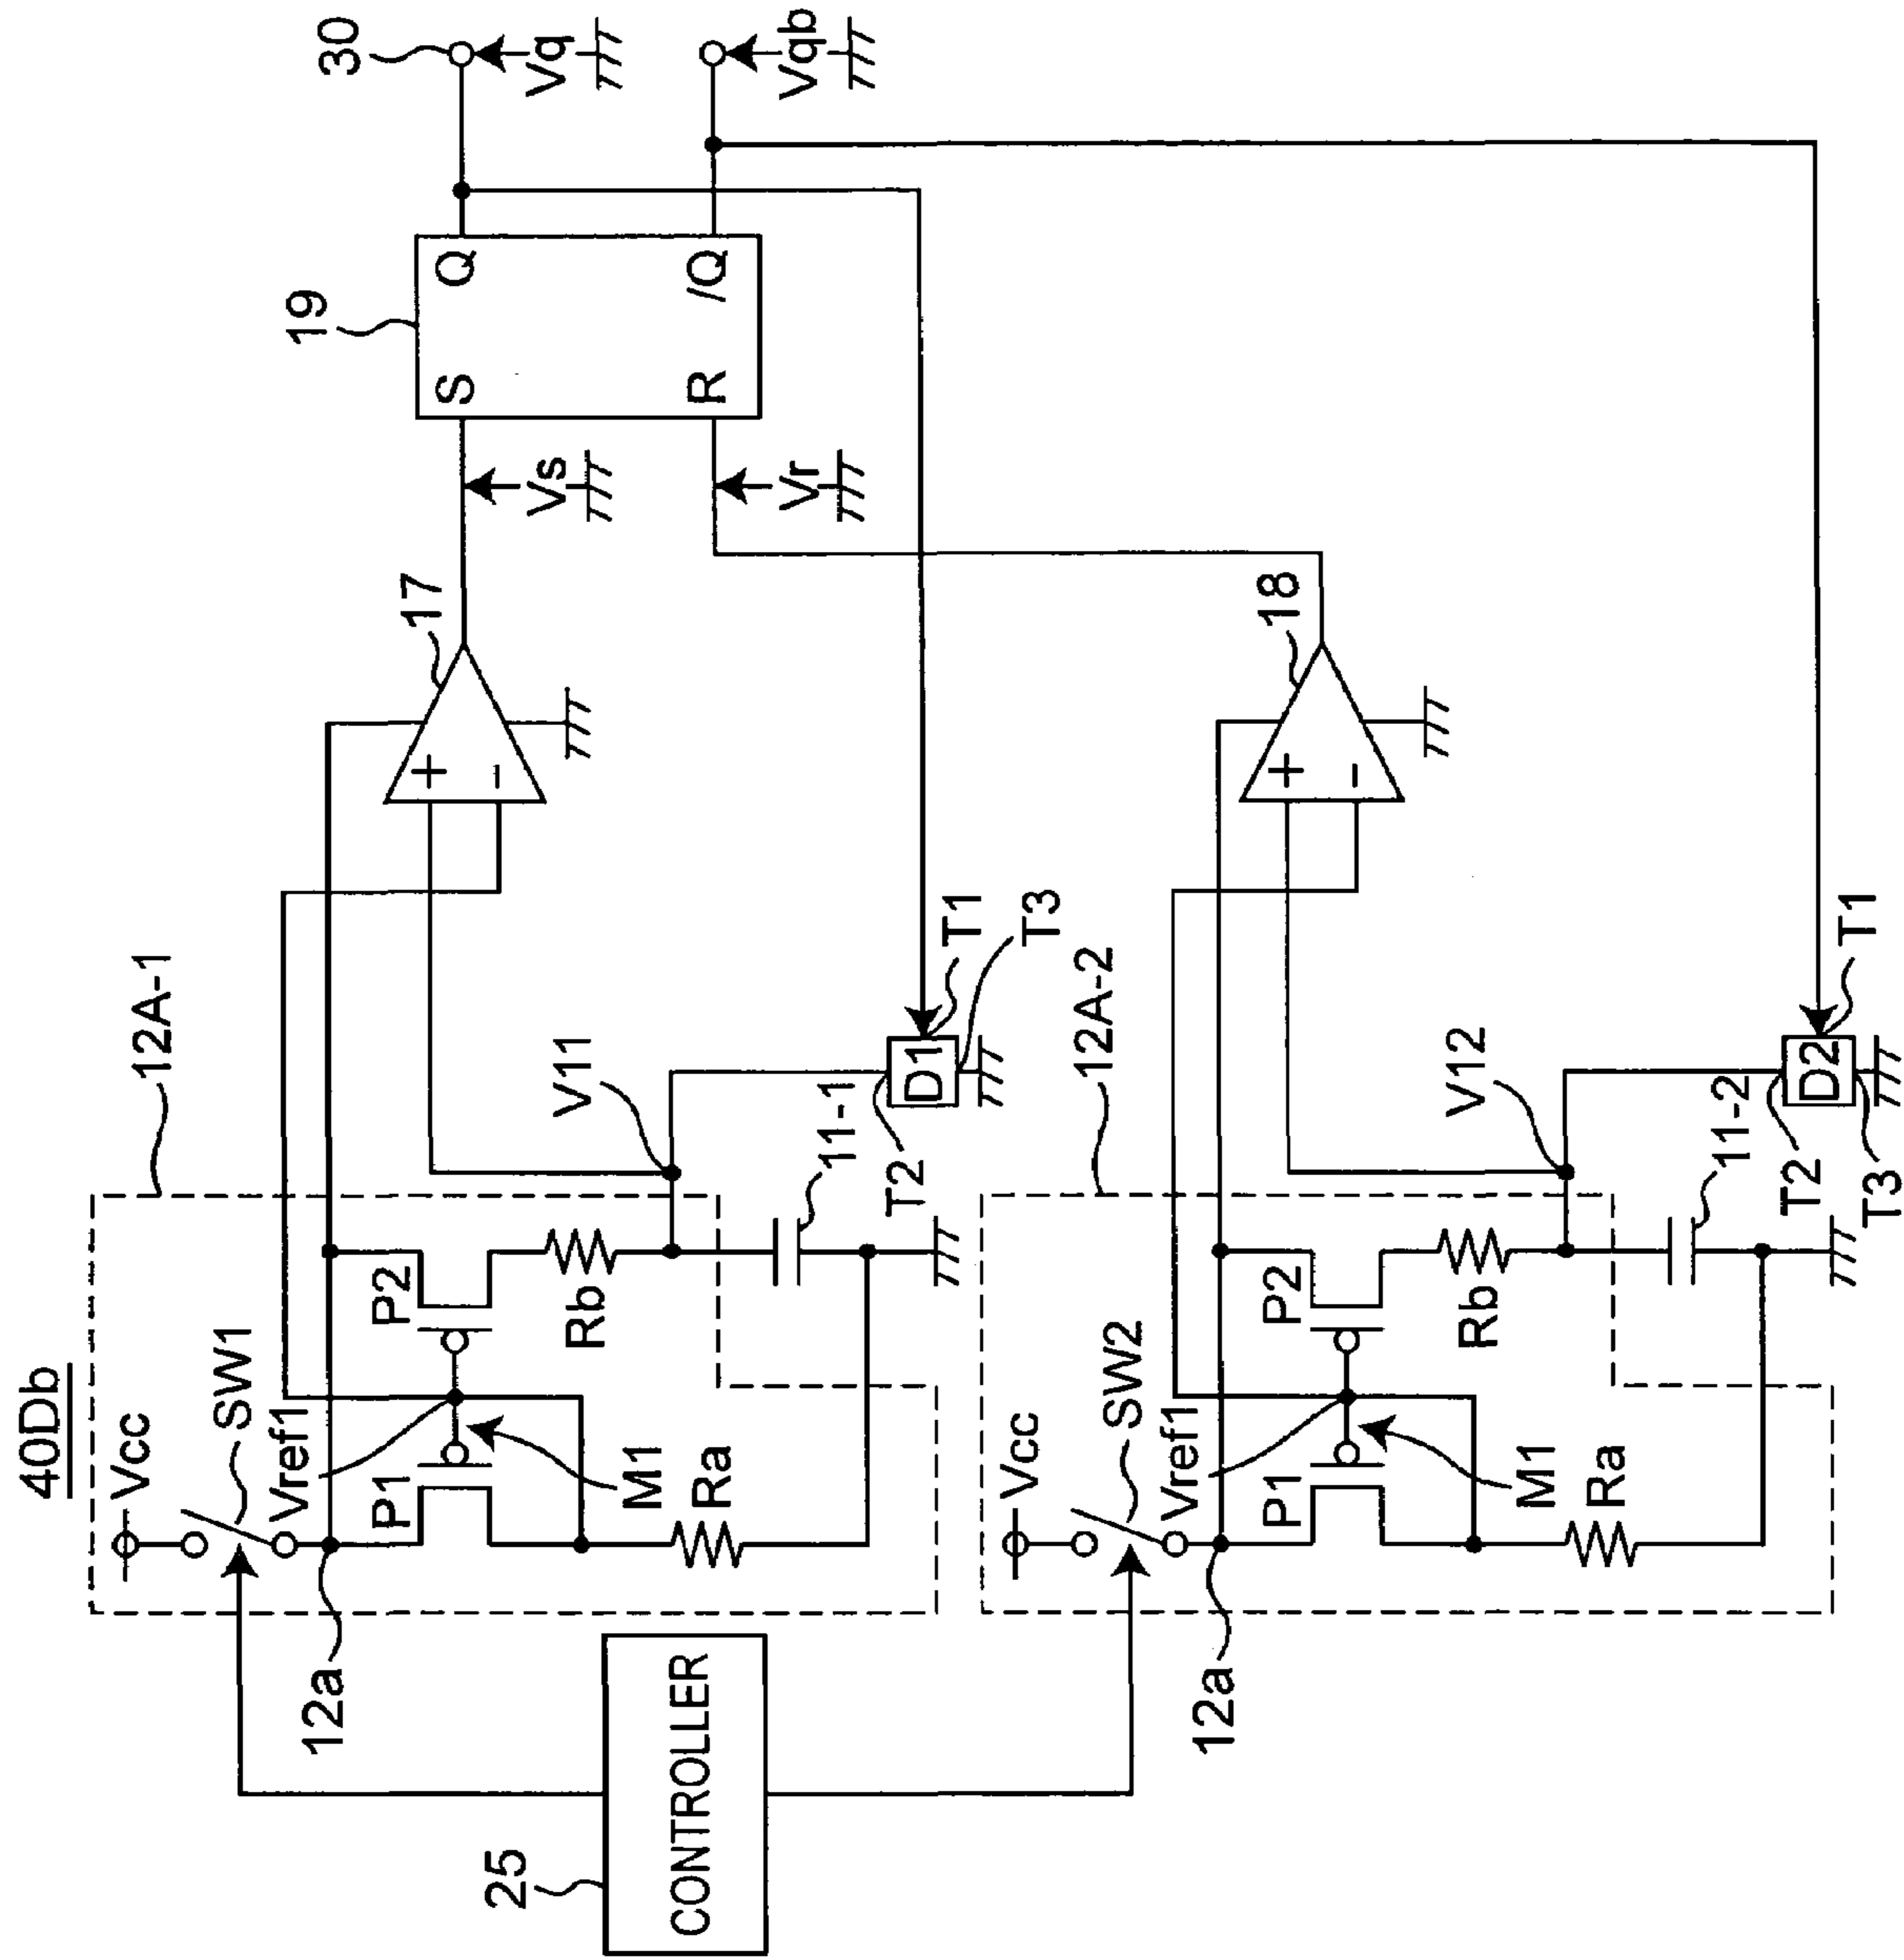 40Db
12A-1
Vcc
SW1
Vref1
P1
P2
M1
Ra
Rb
12a
V11
11-1
T2
D1
T1
T3
17
+
-
Vs
19
S
Q
R
/Q
Vr
30
Vq
Vqb
25
CONTROLLER
12A-2
Vcc
SW2
Vref1
P1
P2
M1
Ra
Rb
12a
V12
11-2
T2
D2
T1
T3
18
+
-